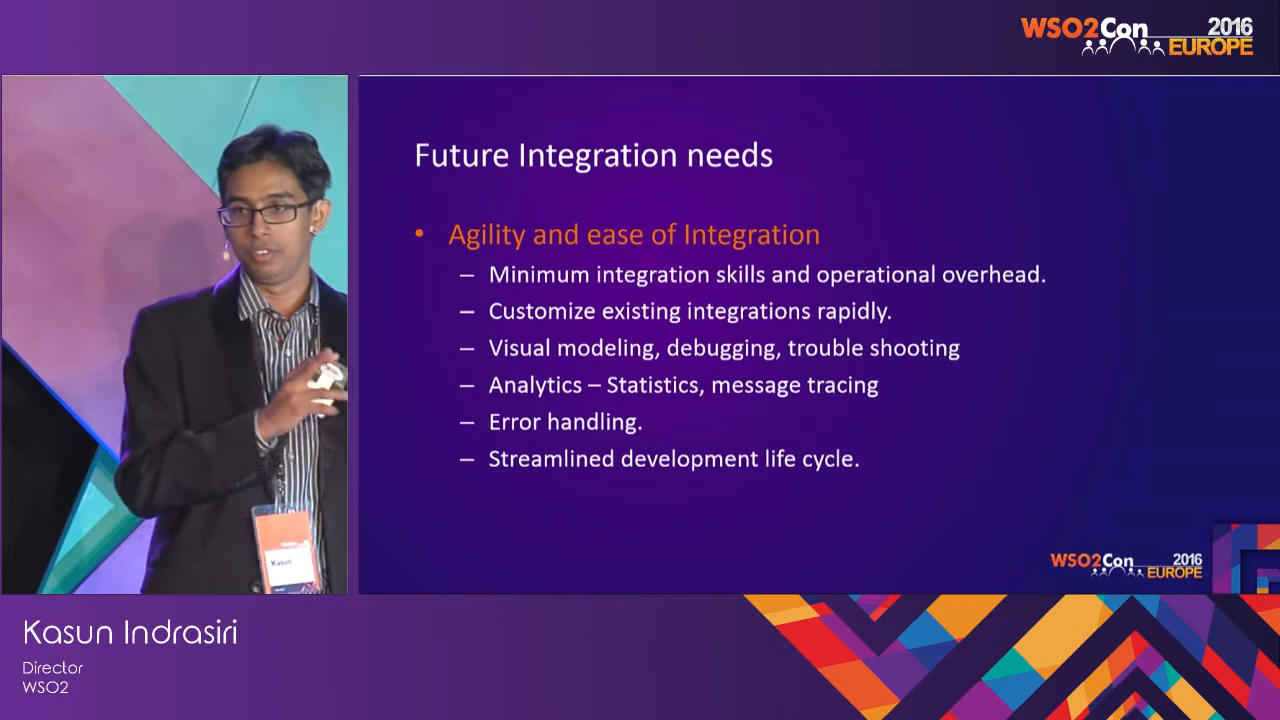 WSO2Con 2016
EUROPE
Future Integration needs
• Agility and ease of Integration
– Minimum integration skills and operational overhead.
– Customize existing integrations rapidly.
– Visual modeling, debugging, trouble shooting
– Analytics – Statistics, message tracing
– Error handling.
– Streamlined development life cycle.
WSO2Con 2016
EUROPE
Kasun
Kasun Indrasiri
Director
WSO2